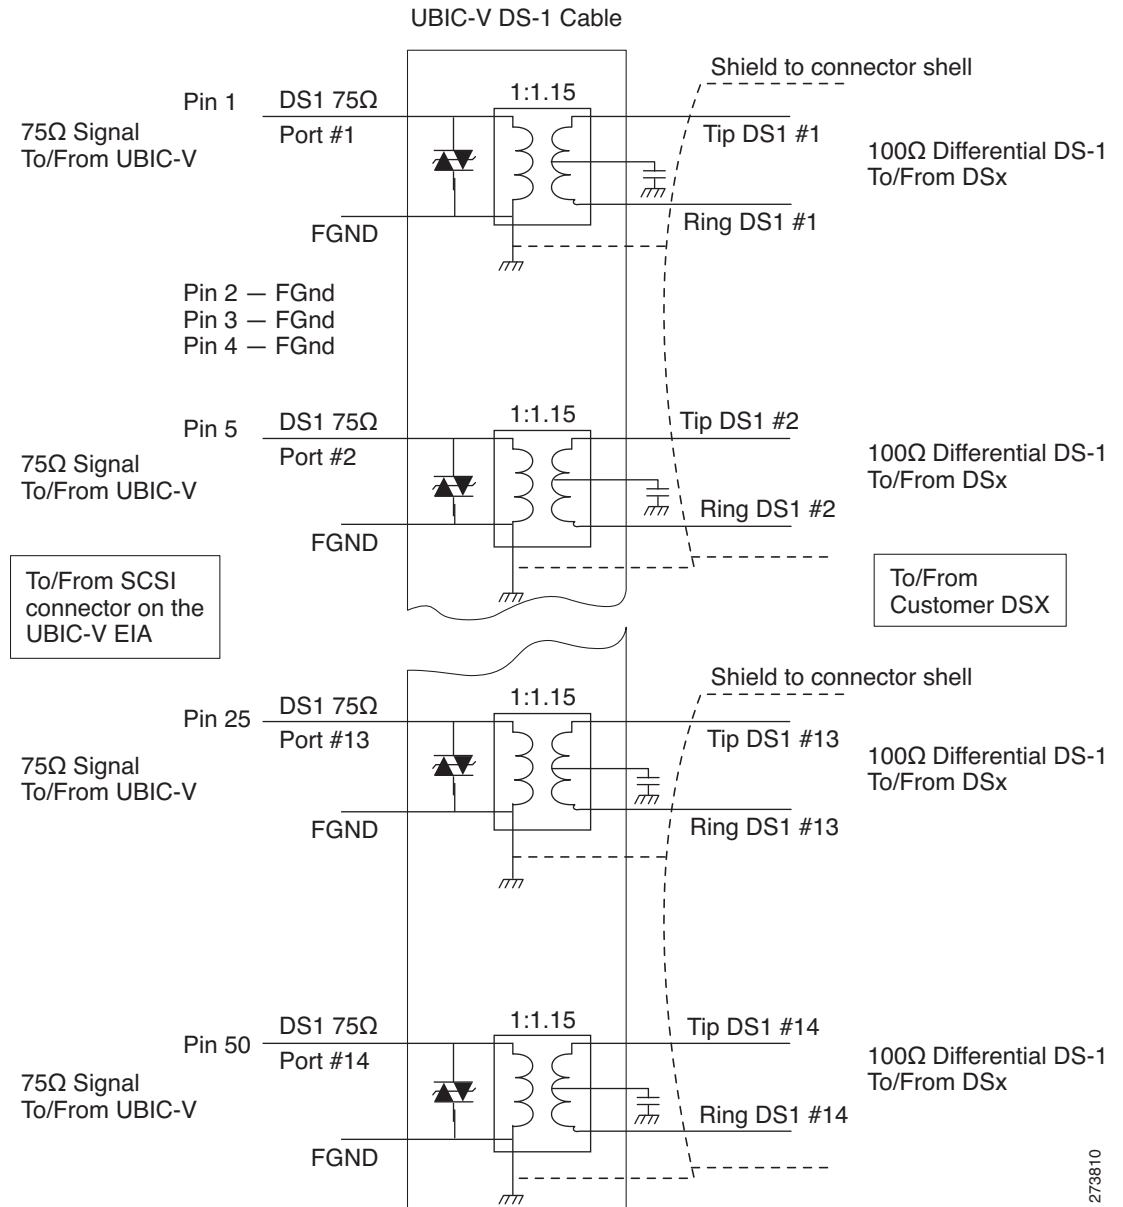 UBIC-V DS-1 Cable
Shield to connector shell
Pin 1
DS1 75Ω
Port #1
1:1.15
Tip DS1 #1
75Ω Signal
To/From UBIC-V
100Ω Differential DS-1
To/From DSx
FGND
Ring DS1 #1
Pin 2 — FGnd
Pin 3 — FGnd
Pin 4 — FGnd
Pin 5
DS1 75Ω
Port #2
1:1.15
Tip DS1 #2
75Ω Signal
To/From UBIC-V
100Ω Differential DS-1
To/From DSx
FGND
Ring DS1 #2
To/From SCSI
connector on the
UBIC-V EIA
To/From
Customer DSX
Shield to connector shell
Pin 25
DS1 75Ω
Port #13
1:1.15
Tip DS1 #13
75Ω Signal
To/From UBIC-V
100Ω Differential DS-1
To/From DSx
FGND
Ring DS1 #13
Pin 50
DS1 75Ω
Port #14
1:1.15
Tip DS1 #14
75Ω Signal
To/From UBIC-V
100Ω Differential DS-1
To/From DSx
FGND
Ring DS1 #14
273810